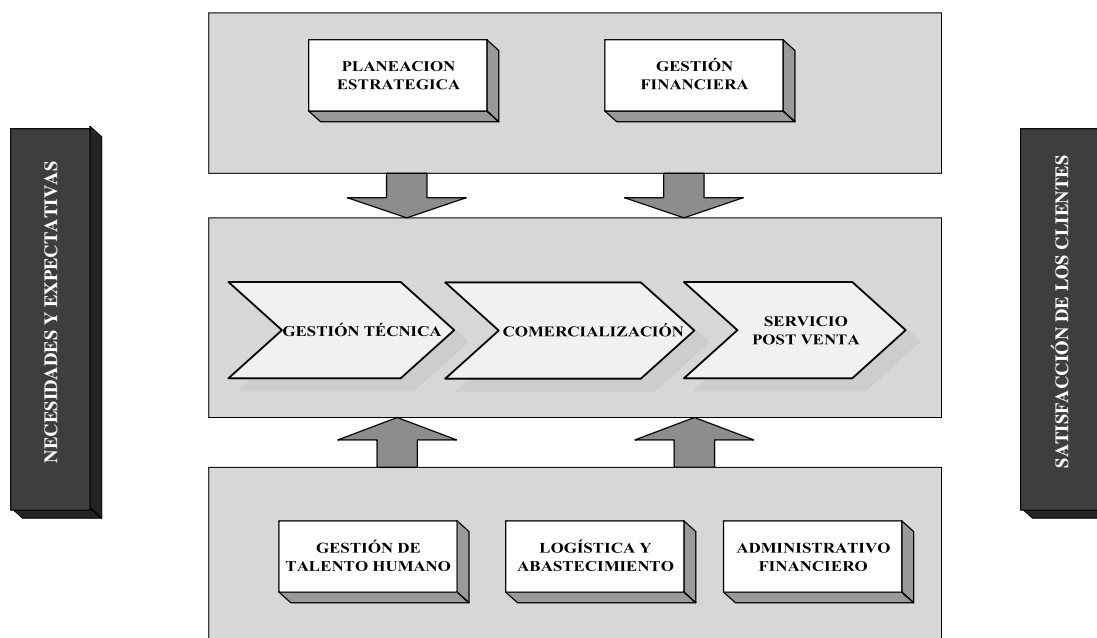 PLANEACION
ESTRATEGICA
GESTIÓN
FINANCIERA
NECESIDADES Y EXPECTATIVAS
GESTIÓN TÉCNICA
COMERCIALIZACIÓN
SERVICIO
POST VENTA
SATISFACCIÓN DE LOS CLIENTES
GESTIÓN DE
TALENTO HUMANO
LOGÍSTICA Y
ABASTECIMIENTO
ADMINISTRATIVO
FINANCIERO